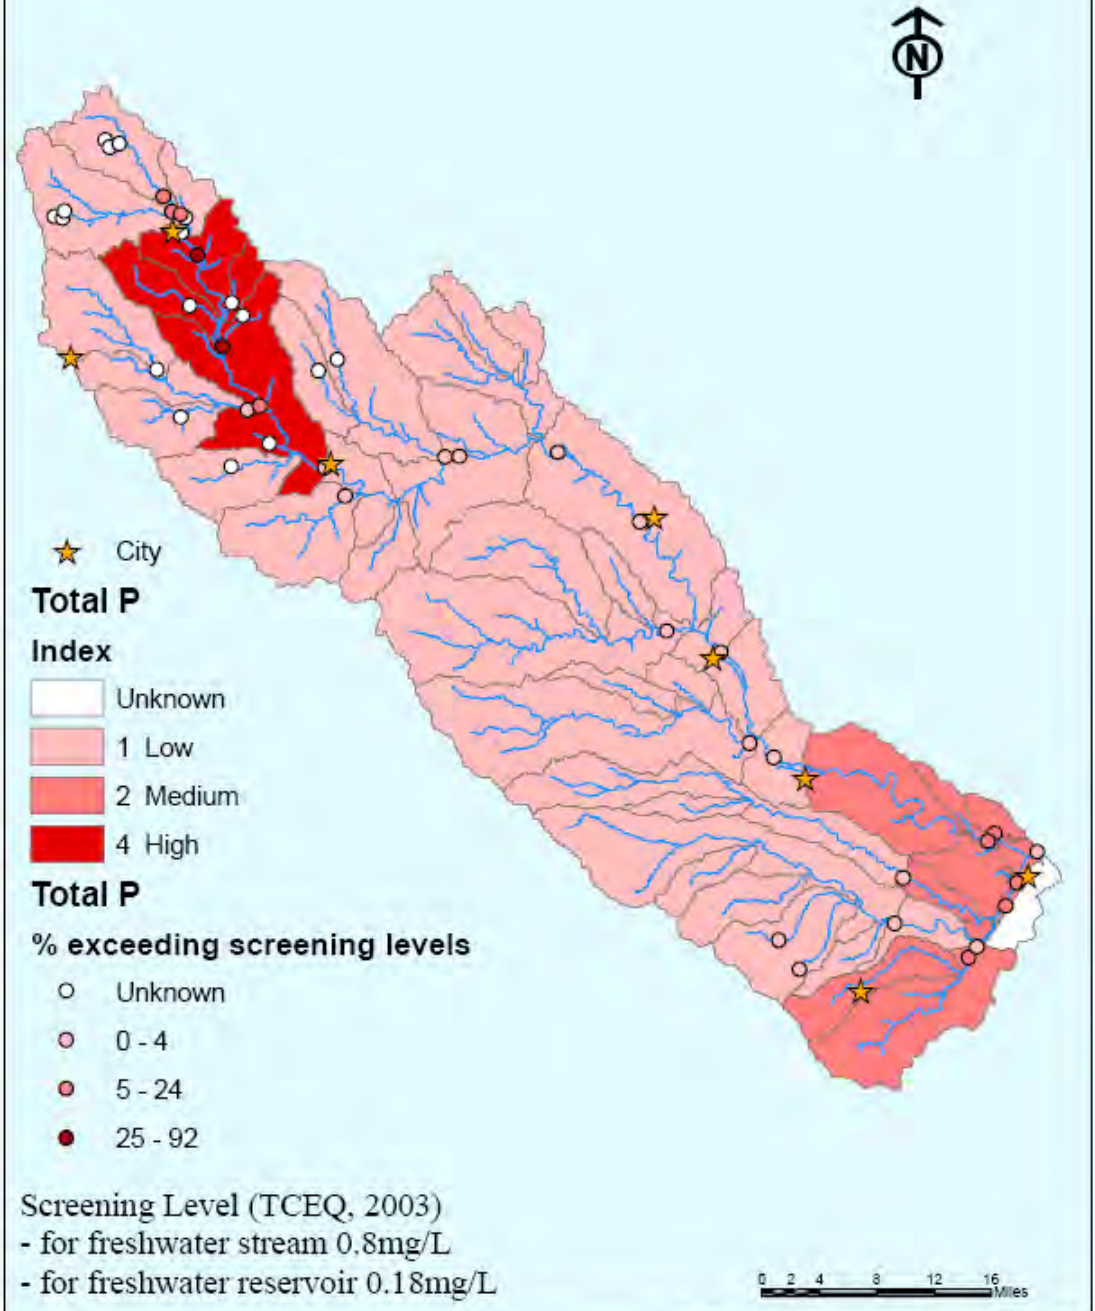 N
City
Total P
Index
Unknown
1 Low
2 Medium
4 High
Total P
% exceeding screening levels
Unknown
0 - 4
5 - 24
25 - 92
Screening Level (TCEQ, 2003)
- for freshwater stream 0.8mg/L
- for freshwater reservoir 0.18mg/L
0 2 4 8 12 16
Miles